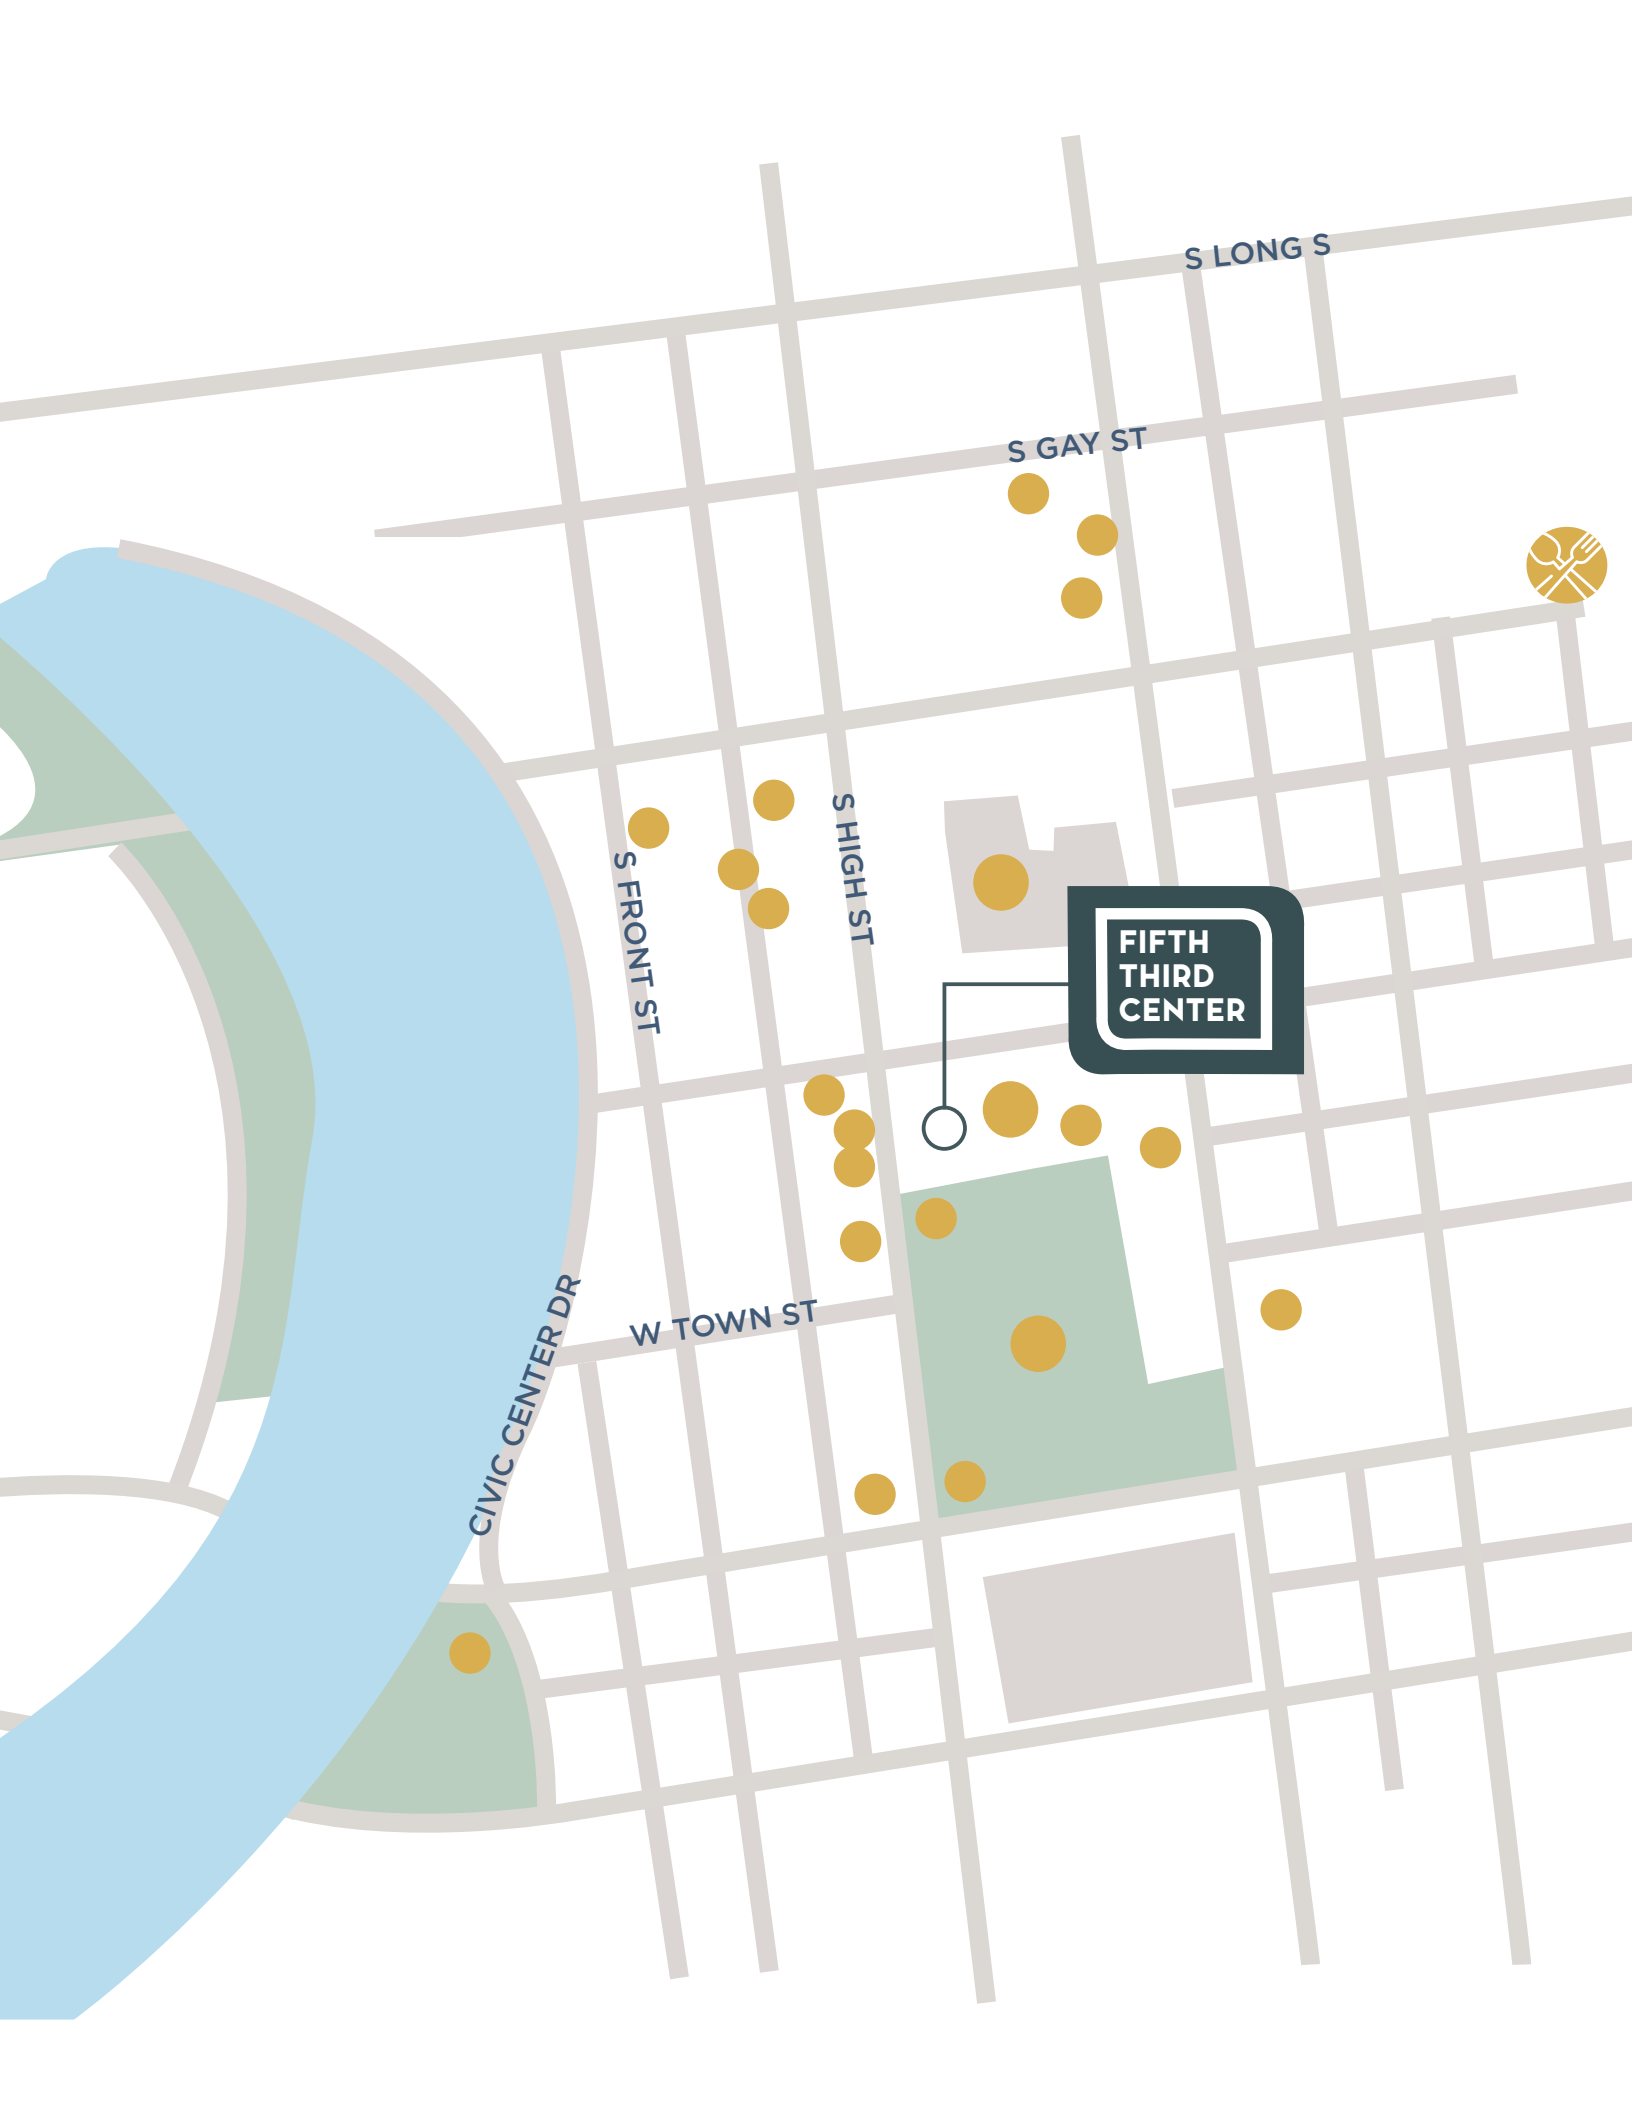 S LONG S
S GAY ST
S HIGH ST
S FRONT ST
FIFTH
THIRD
CENTER
W TOWN ST
CIVIC CENTER DR